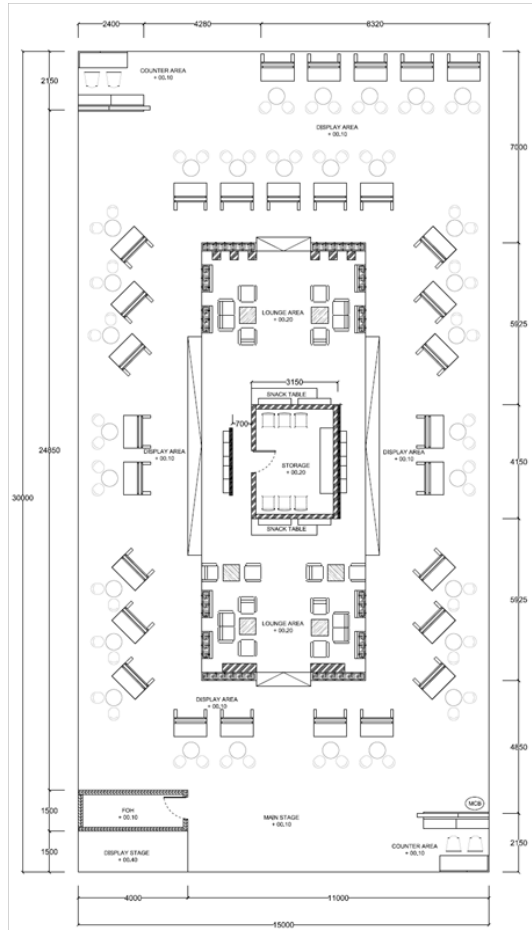 2400
4280
8320
COUNTER AREA
+ 00.10
2150
DISPLAY AREA
+ 00.10
7000
LOUNGE AREA
+ 00.20
5925
3150
SNACK TABLE
700
STORAGE
+ 00.20
DISPLAY AREA
+ 00.10
DISPLAY AREA
+ 00.10
4150
24850
30000
SNACK TABLE
5925
LOUNGE AREA
+ 00.20
DISPLAY AREA
+ 00.10
4850
FOH
+ 00.10
1500
MAIN STAGE
+ 00.10
MCB
COUNTER AREA
+ 00.10
2150
DISPLAY STAGE
+ 00.40
1500
4000
11000
15000